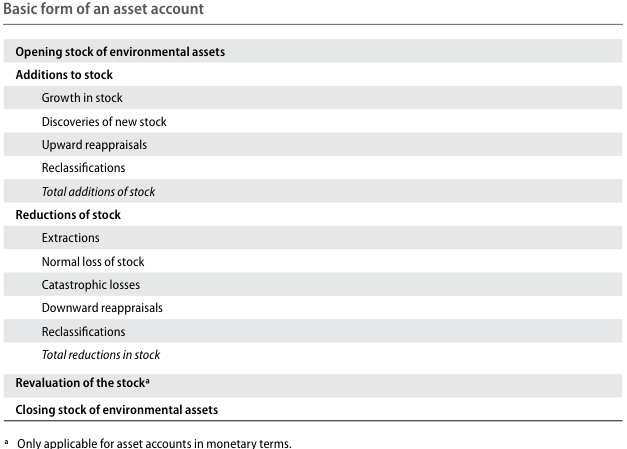 Basic form of an asset account
Opening stock of environmental assets
Additions to stock
Growth in stock
Discoveries of new stock
Upward reappraisals
Reclassifications
Total additions of stock
Reductions of stock
Extractions
Normal loss of stock
Catastrophic losses
Downward reappraisals
Reclassifications
Total reductions in stock
Revaluation of the stockᵃ
Closing stock of environmental assets
ᵃ Only applicable for asset accounts in monetary terms.